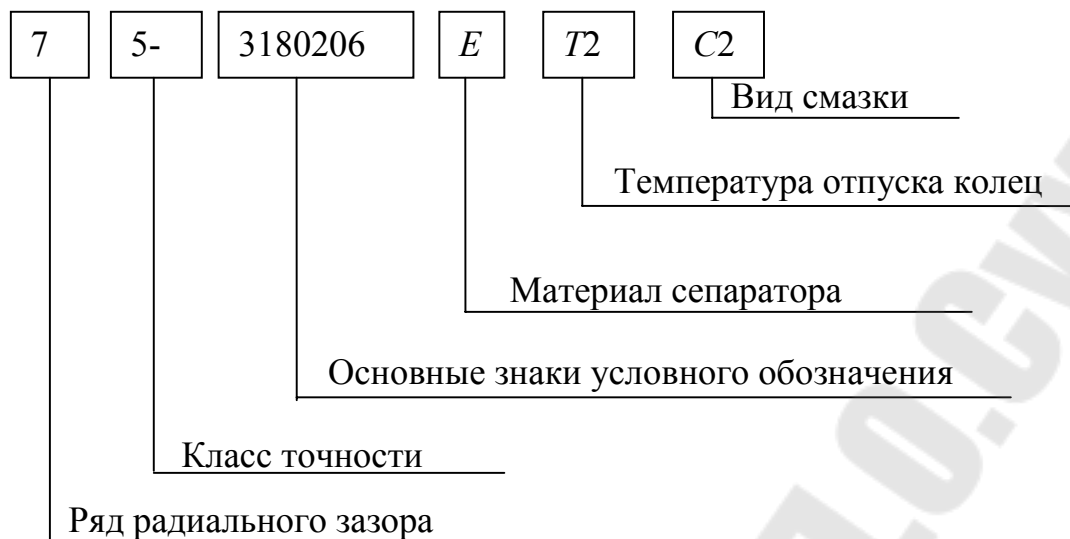 7 5- 3180206 E T2 C2
Вид смазки
Температура отпуска колец
Материал сепаратора
Основные знаки условного обозначения
Класс точности
Ряд радиального зазора